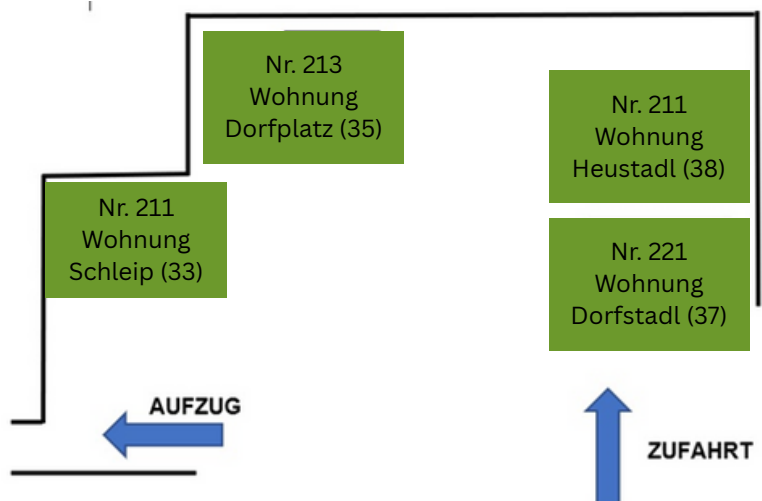 Nr. 213
Wohnung
Dorfplatz (35)
Nr. 211
Wohnung
Heustadl (38)
Nr. 211
Wohnung
Schleip (33)
Nr. 221
Wohnung
Dorfstadl (37)
AUFZUG
ZUFAHRT